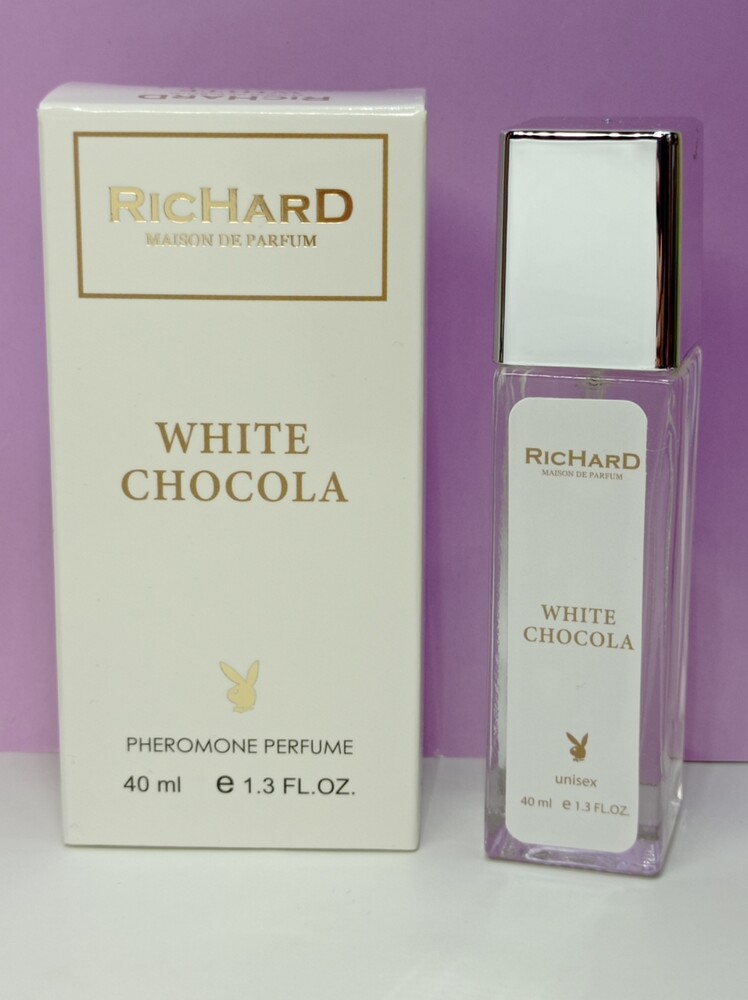 RICHARD
RICHARD
MAISON DE PARFUM
WHITE
CHOCOLA
PHEROMONE PERFUME
40 ml e 1.3 FL.OZ.
RICHARD
MAISON DE PARFUM
WHITE
CHOCOLA
unisex
40 ml e 1.3 FL.OZ.